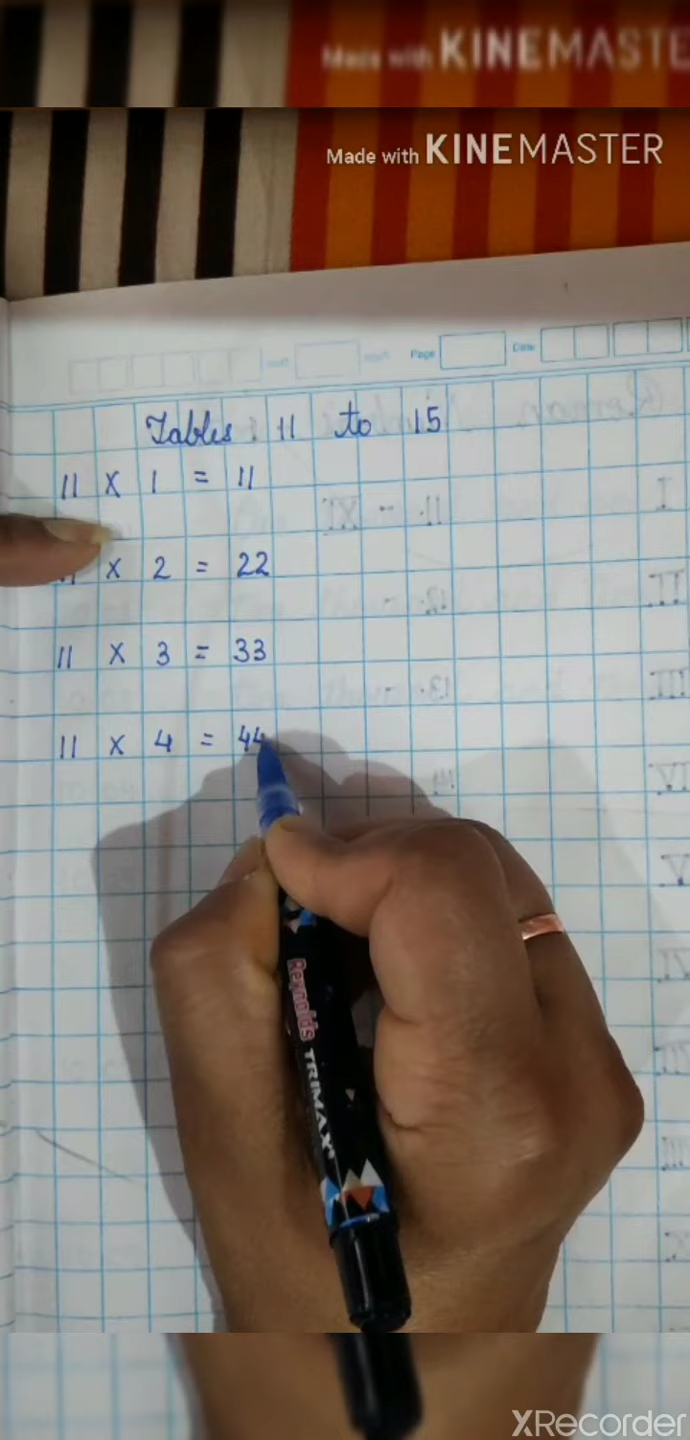 Made with KINEMASTE
Made with KINEMASTER
Page
Date
Tables : 11 to 15
11 X 1 = 11
X 2 = 22
11 X 3 = 33
11 X 4 = 44
Reynolds TRIMAX
XRecorder